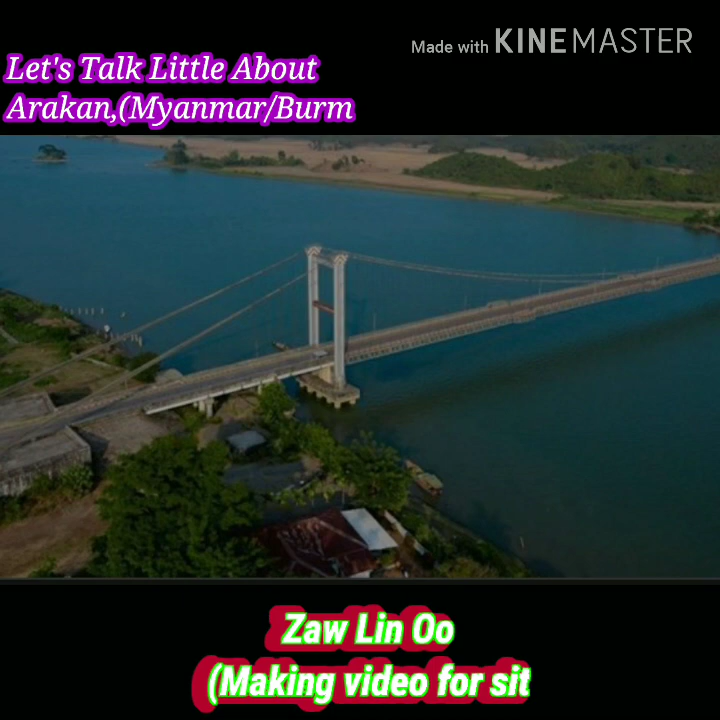 Made with KINEMASTER
Let's Talk Little About
Arakan,(Myanmar/Burm
Zaw Lin Oo
(Making video for sit